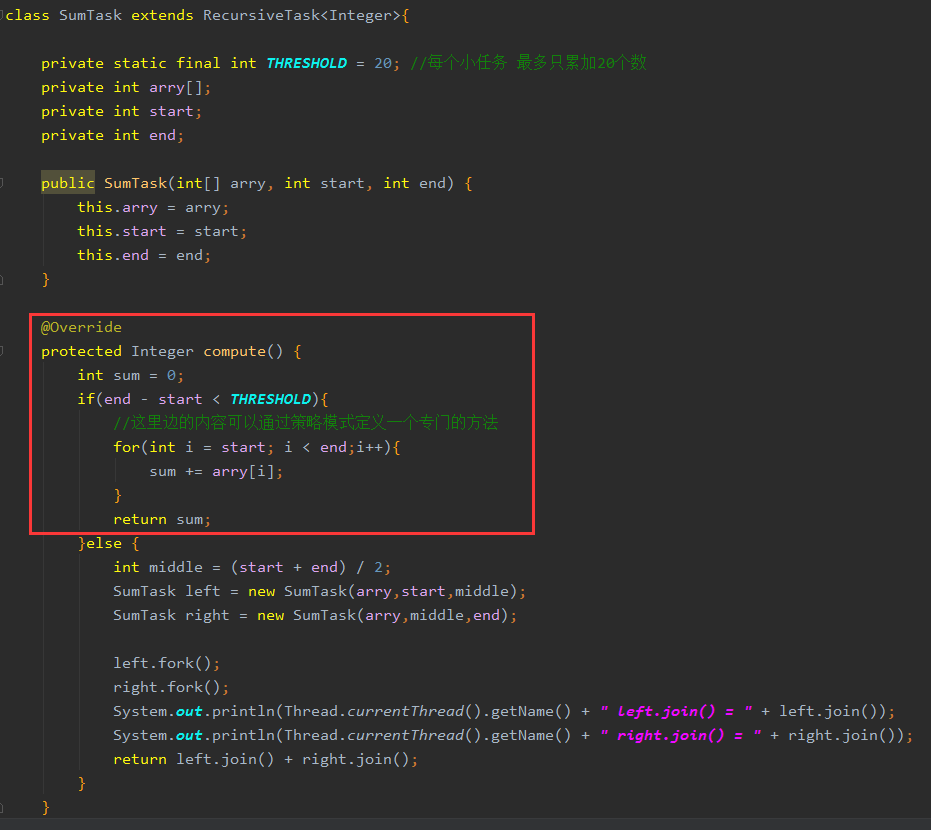 class SumTask extends RecursiveTask<Integer>{
private static final int THRESHOLD = 20; //每个小任务 最多只累加20个数
private int arry[];
private int start;
private int end;
public SumTask(int[] arry, int start, int end) {
this.arry = arry;
this.start = start;
this.end = end;
}
@Override
protected Integer compute() {
int sum = 0;
if(end - start < THRESHOLD){
//这里边的内容可以通过策略模式定义一个专门的方法
for(int i = start; i < end;i++){
sum += arry[i];
}
return sum;
}else {
int middle = (start + end) / 2;
SumTask left = new SumTask(arry,start,middle);
SumTask right = new SumTask(arry,middle,end);
left.fork();
right.fork();
System.out.println(Thread.currentThread().getName() + " left.join() = " + left.join());
System.out.println(Thread.currentThread().getName() + " right.join() = " + right.join());
return left.join() + right.join();
}
}